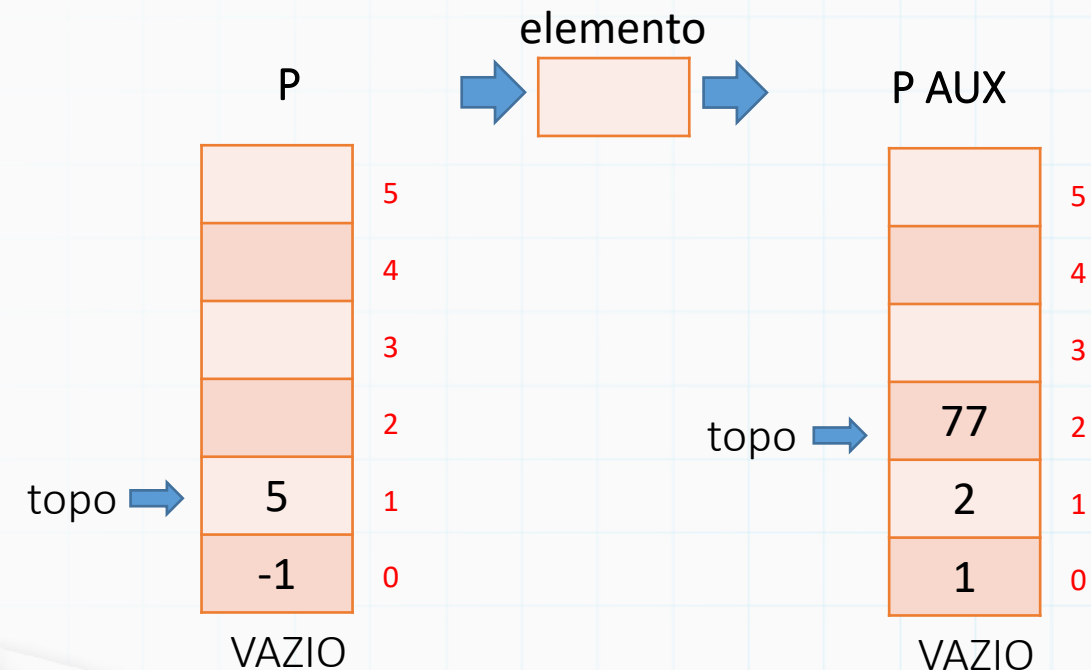 elemento
P
P AUX
5
4
3
2
topo 5 1
-1 0
VAZIO
5
4
3
topo 77 2
2 1
1 0
VAZIO